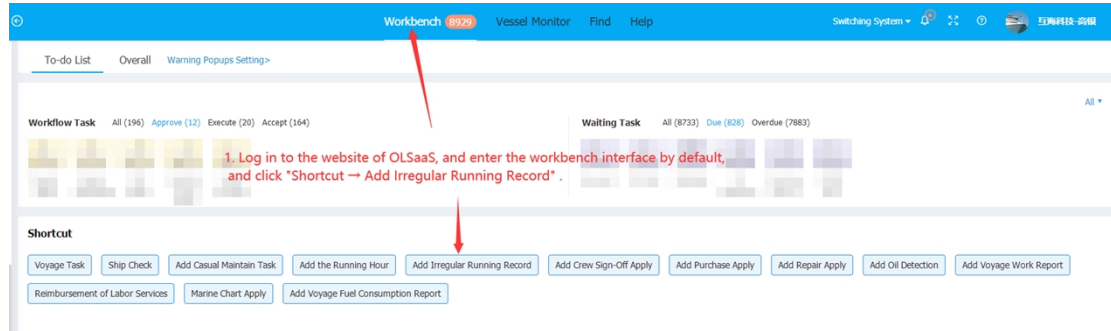 Workbench 8929 Vessel Monitor Find Help Switching System 互海科技-高银
To-do List Overall Warning Popups Setting>
All
Workflow Task All (196) Approve (12) Execute (20) Accept (164) Waiting Task All (8733) Due (828) Overdue (7883)
1. Log in to the website of OLSaaS, and enter the workbench interface by default,
and click "Shortcut → Add Irregular Running Record" .
Shortcut
Voyage Task Ship Check Add Casual Maintain Task Add the Running Hour Add Irregular Running Record Add Crew Sign-Off Apply Add Purchase Apply Add Repair Apply Add Oil Detection Add Voyage Work Report
Reimbursement of Labor Services Marine Chart Apply Add Voyage Fuel Consumption Report